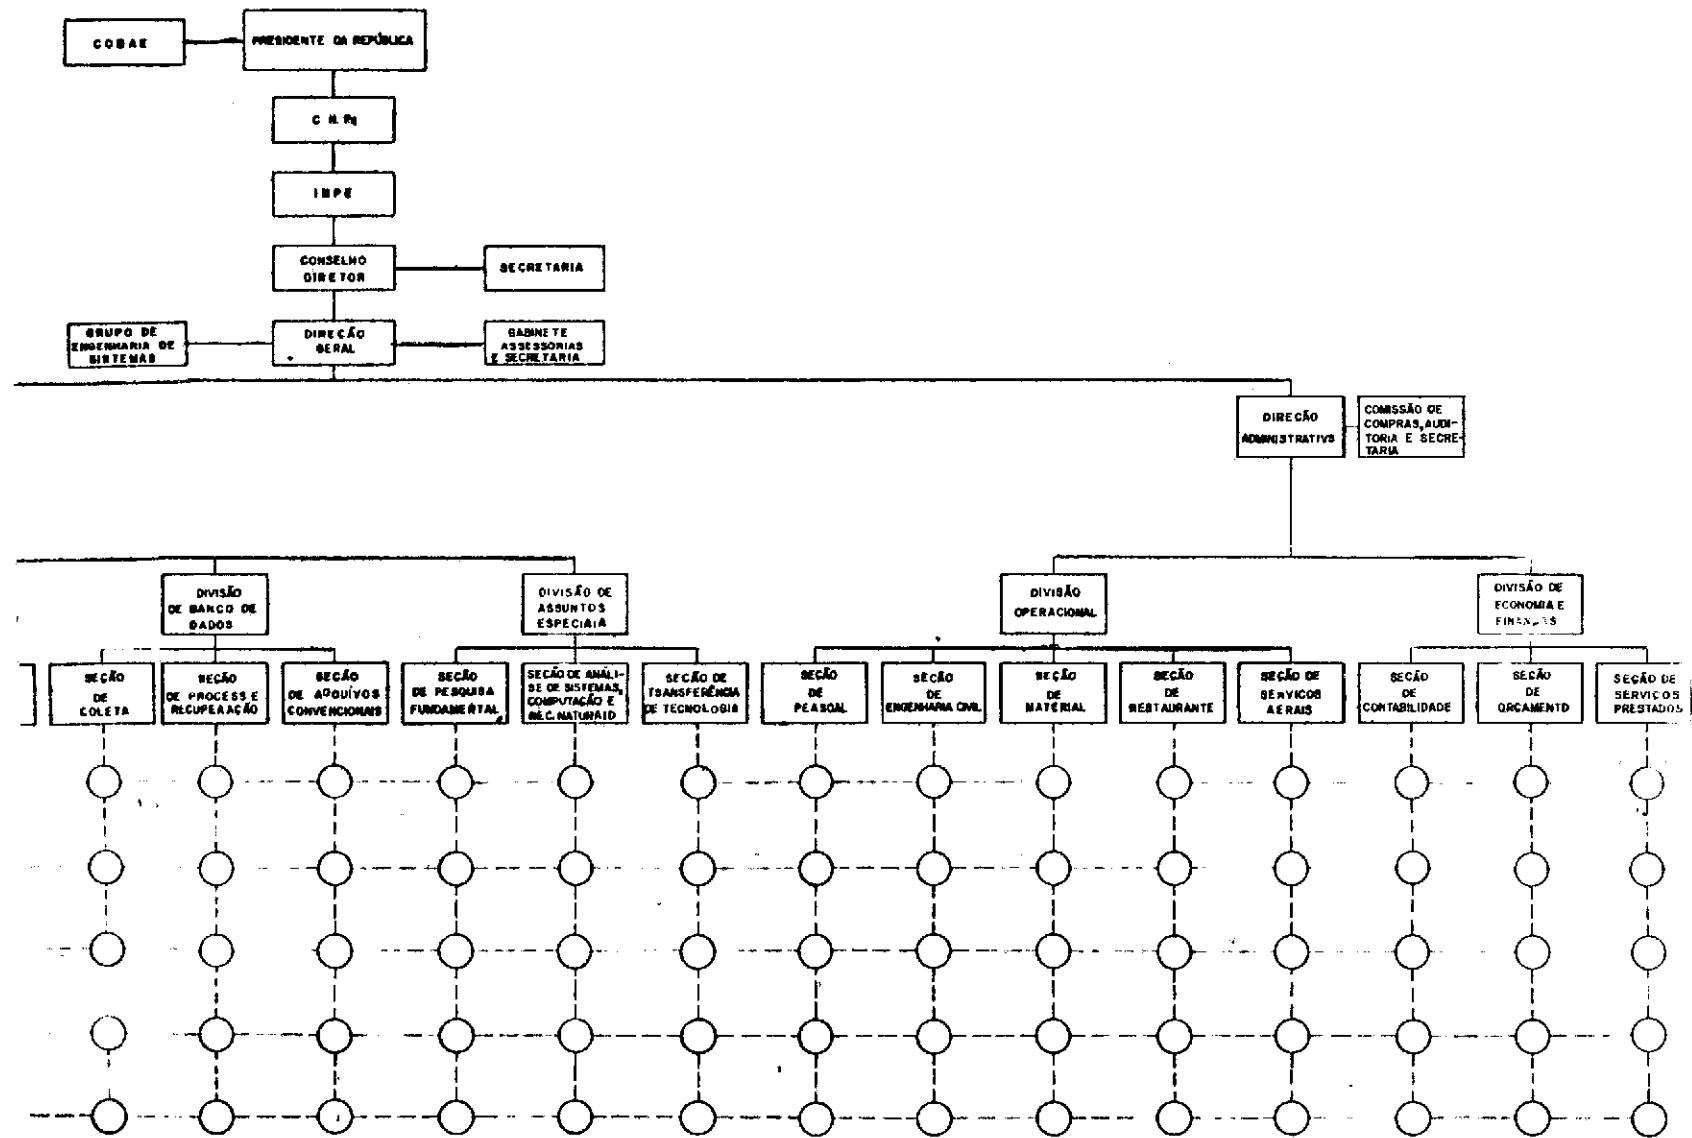 COBAE
PRESIDENTE DA REPÚBLICA
C N. Pq
INPE
CONSELHO
DIRETOR
SECRETARIA
GRUPO DE
ENGENHARIA DE
SISTEMAS
DIREÇÃO
GERAL
GABINETE
ASSESSORIAS
E SECRETARIA
DIREÇÃO
ADMINISTRATIVA
COMISSÃO DE
COMPRAS, AUDI-
TORIA E SECRE-
TARIA
DIVISÃO
DE BANCO DE
DADOS
DIVISÃO DE
ASSUNTOS
ESPECIAIS
DIVISÃO
OPERACIONAL
DIVISÃO DE
ECONOMIA E
FINANÇAS
SEÇÃO
DE
COLETA
SEÇÃO
DE PROCESS E
RECUPERAÇÃO
SEÇÃO
DE ARQUÍVOS
CONVENCIONAIS
SEÇÃO
DE PESQUISA
FUNDAMENTAL
SEÇÃO DE ANÁLI-
SE DE SISTEMAS,
COMPUTAÇÃO E
REC. NATURAIS
SEÇÃO DE
TRANSFERÊNCIA
DE TECNOLOGIA
SEÇÃO
DE
PESSOAL
SEÇÃO
DE
ENGENHARIA CIVIL
SEÇÃO
DE
MATERIAL
SEÇÃO
DE
RESTAURANTE
SEÇÃO DE
SERVIÇOS
GERAIS
SEÇÃO
DE
CONTABILIDADE
SEÇÃO
DE
ORÇAMENTO
SEÇÃO DE
SERVIÇOS
PRESTADOS